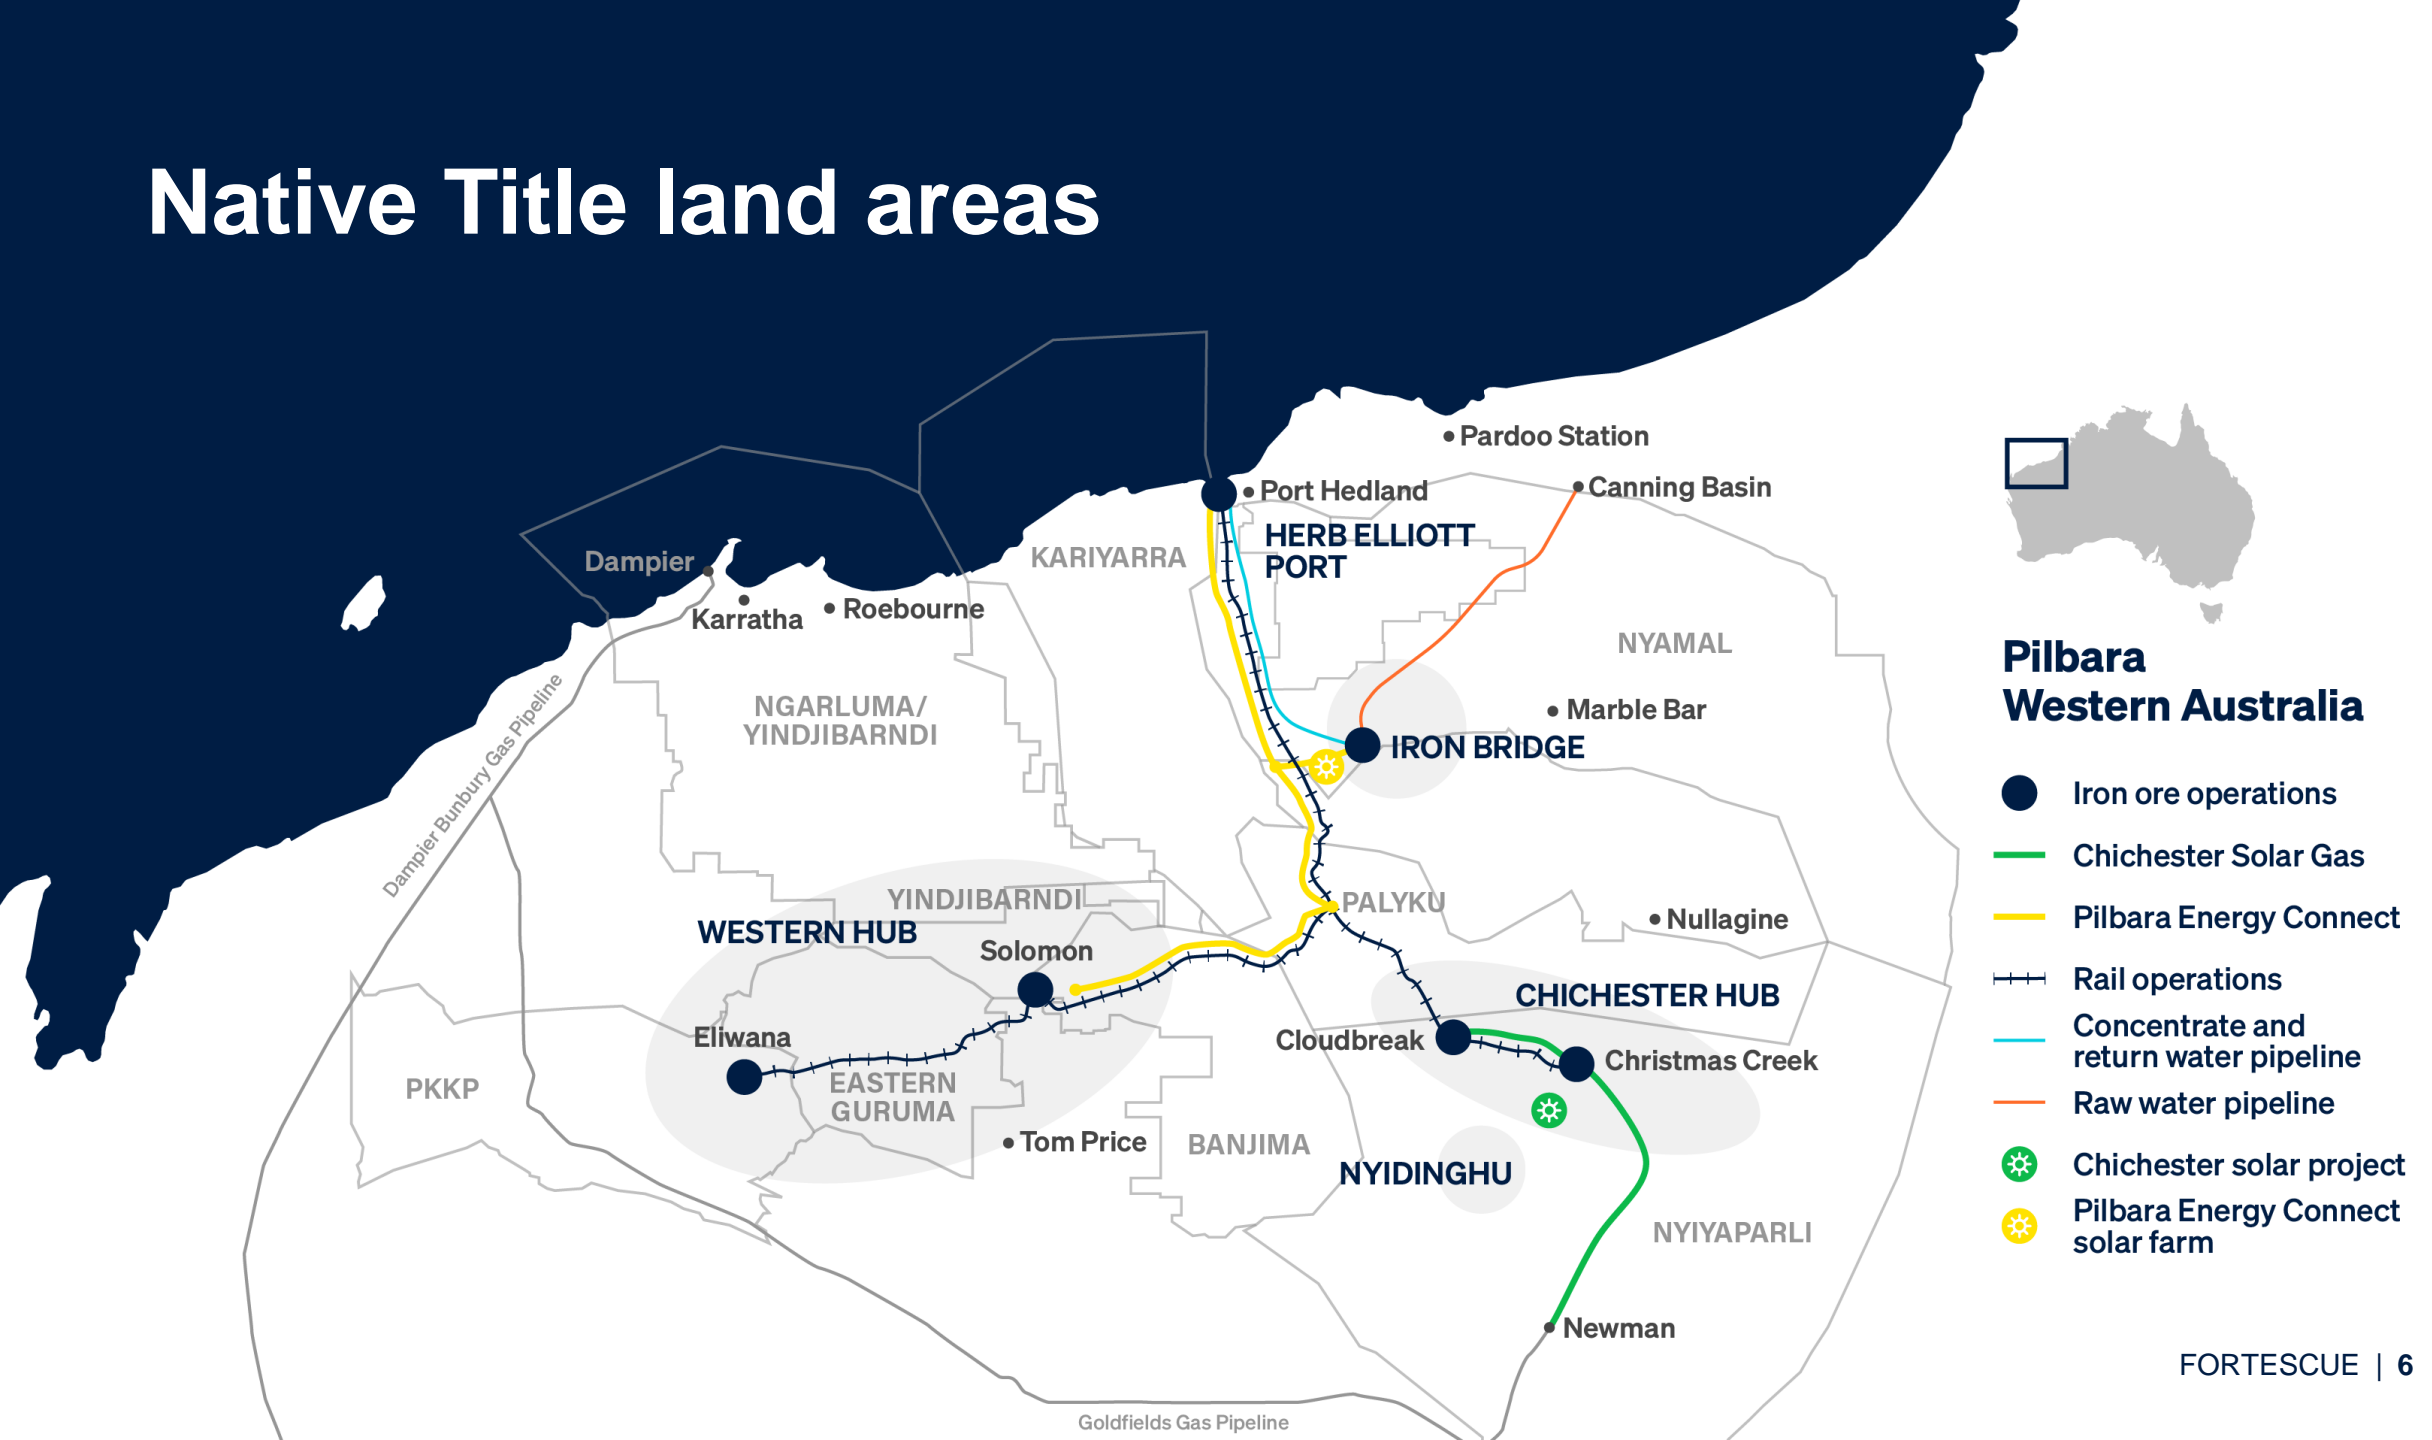 Native Title land areas
Pardoo Station
Port Hedland
Canning Basin
HERB ELLIOTT
PORT
KARIYARRA
Dampier
Karratha
Roebourne
NYAMAL
Dampier Bunbury Gas Pipeline
NGARLUMA/
YINDJIBARNDI
Marble Bar
IRON BRIDGE
YINDJIBARNDI
PALYKU
WESTERN HUB
Nullagine
Solomon
CHICHESTER HUB
Eliwana
Cloudbreak
Christmas Creek
PKKP
EASTERN
GURUMA
Tom Price
BANJIMA
NYIDINGHU
NYIYAPARLI
Newman
Goldfields Gas Pipeline
Pilbara
Western Australia
Iron ore operations
Chichester Solar Gas
Pilbara Energy Connect
Rail operations
Concentrate and
return water pipeline
Raw water pipeline
Chichester solar project
Pilbara Energy Connect
solar farm
FORTESCUE | 6